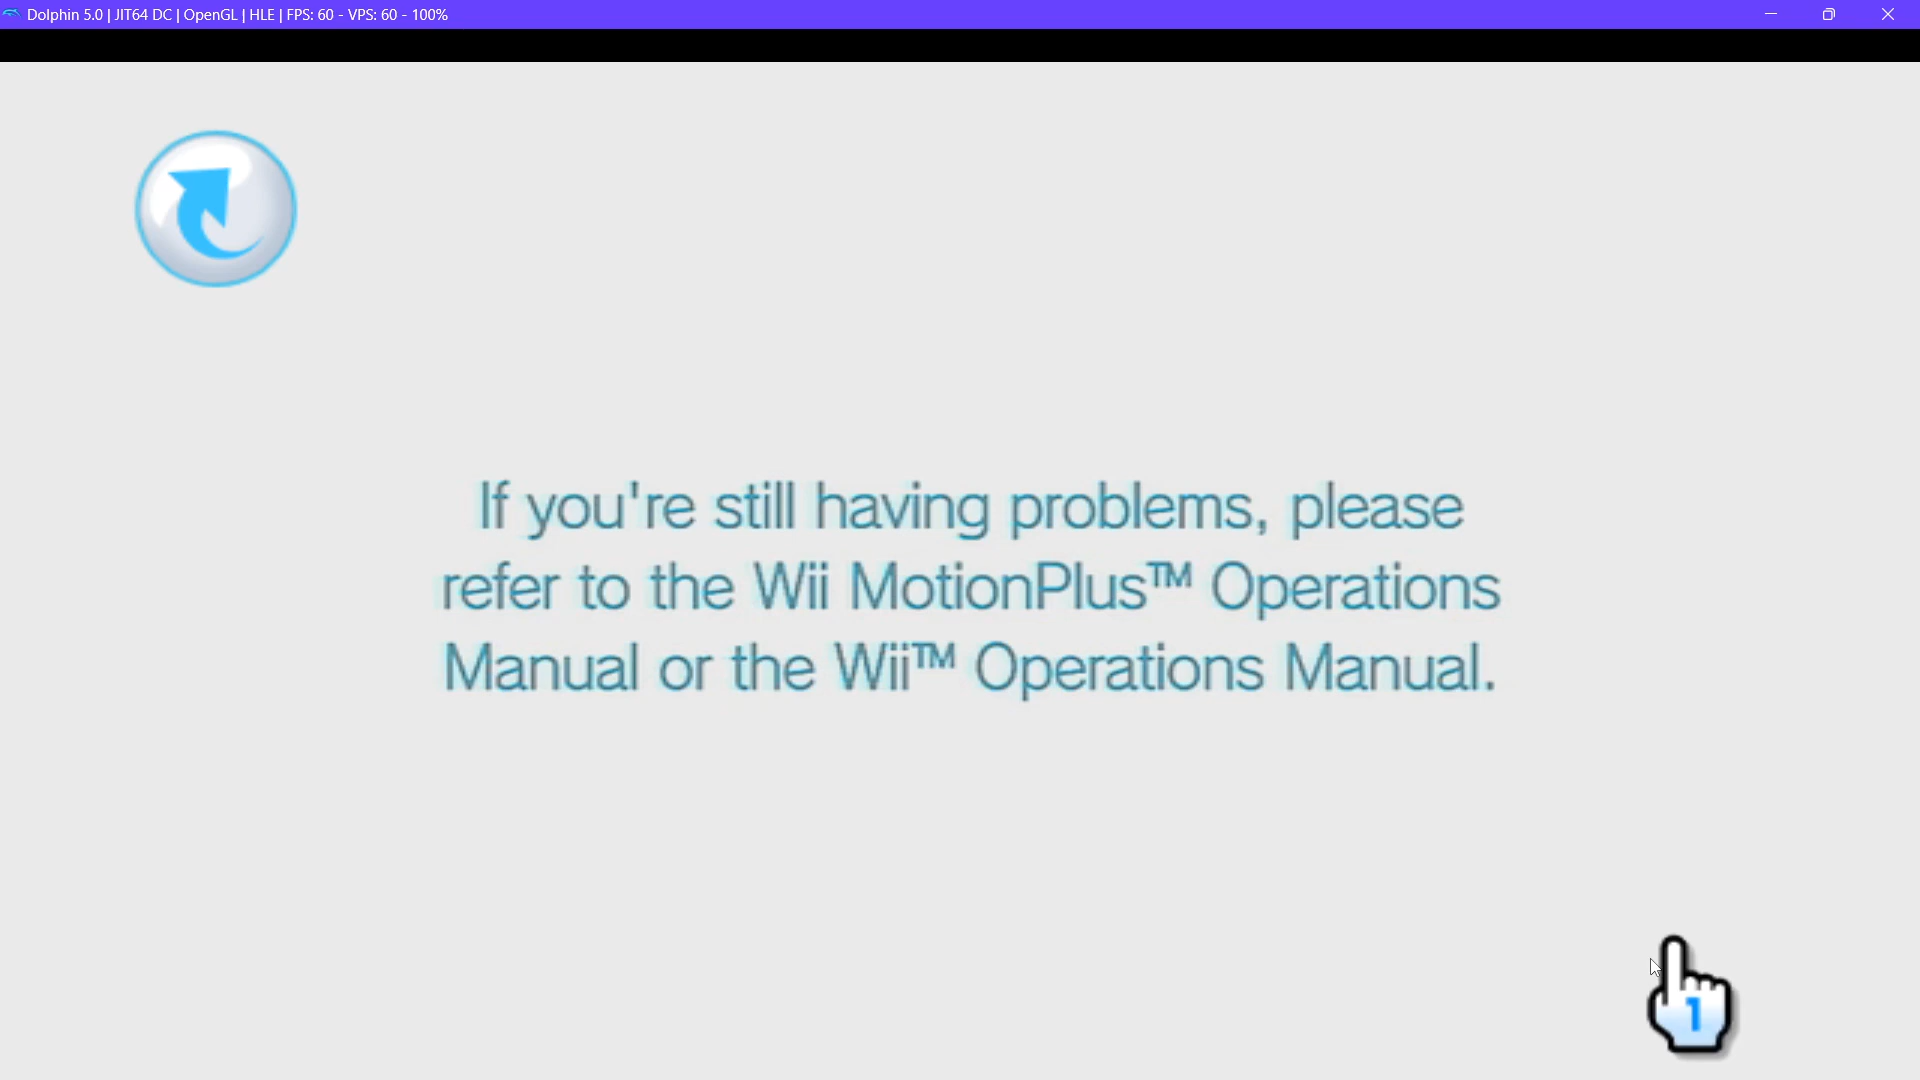 Dolphin 5.0 | JIT64 DC | OpenGL | HLE | FPS: 60 - VPS: 60 - 100%
If you're still having problems, please
refer to the Wii MotionPlus™ Operations
Manual or the Wii™ Operations Manual.
1